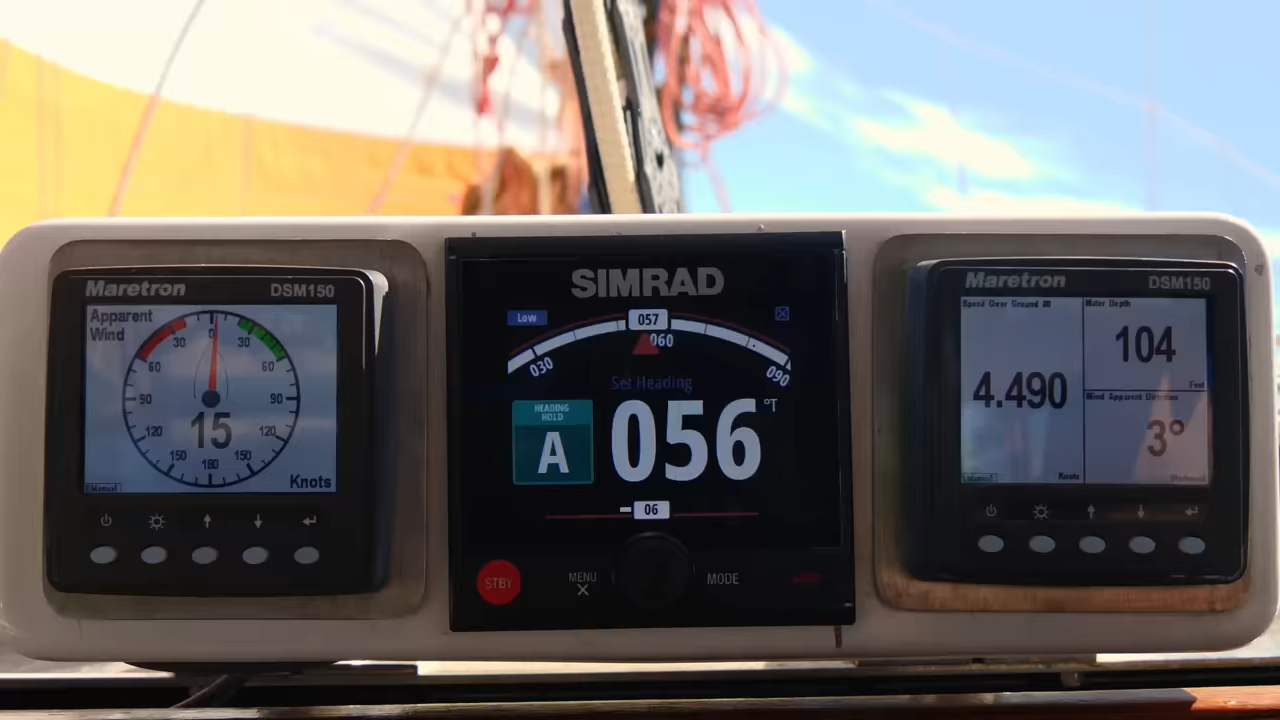 Maretron
DSM150
Apparent
Wind
0
30
30
60
60
90
90
120
120
150
150
180
15
Knots
Manual
SIMRAD
Low
057
060
030
090
Set Heading
HEADING
HOLD
A
056
°T
06
STBY
MENU
MODE
Maretron
DSM150
Speed Over Ground
4.490
Knots
Water Depth
104
Feet
Wind Apparent Direction
3°